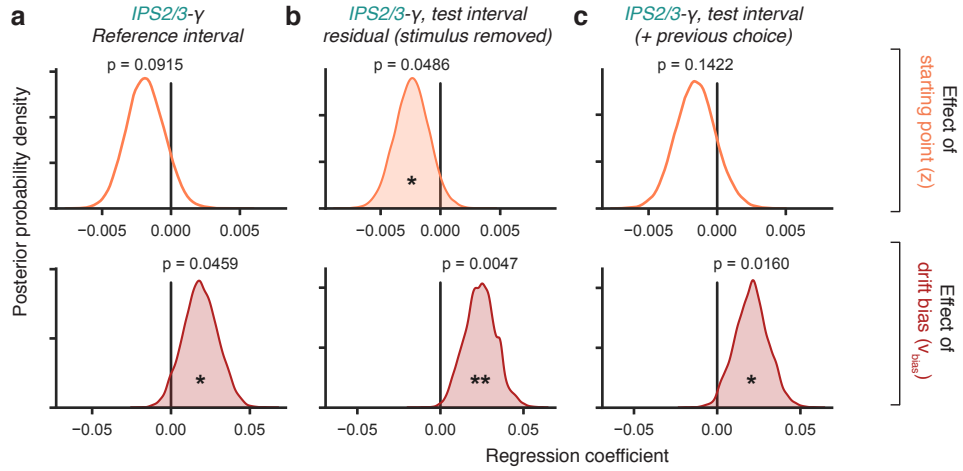 a
IPS2/3-γ
Reference interval
b
IPS2/3-γ, test interval
residual (stimulus removed)
c
IPS2/3-γ, test interval
(+ previous choice)
Posterior probability density
p = 0.0915
−0.005 0.000 0.005
p = 0.0486
*
−0.005 0.000 0.005
p = 0.1422
−0.005 0.000 0.005
Effect of
starting point (z)
p = 0.0459
*
−0.05 0.00 0.05
p = 0.0047
**
−0.05 0.00 0.05
p = 0.0160
*
−0.05 0.00 0.05
Effect of
drift bias (vbias)
Regression coefficient